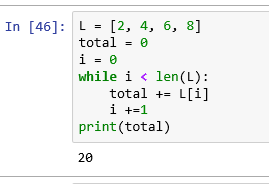 In [46]: L = [2, 4, 6, 8]
total = 0
i = 0
while i < len(L):
    total += L[i]
    i +=1
print(total)
20